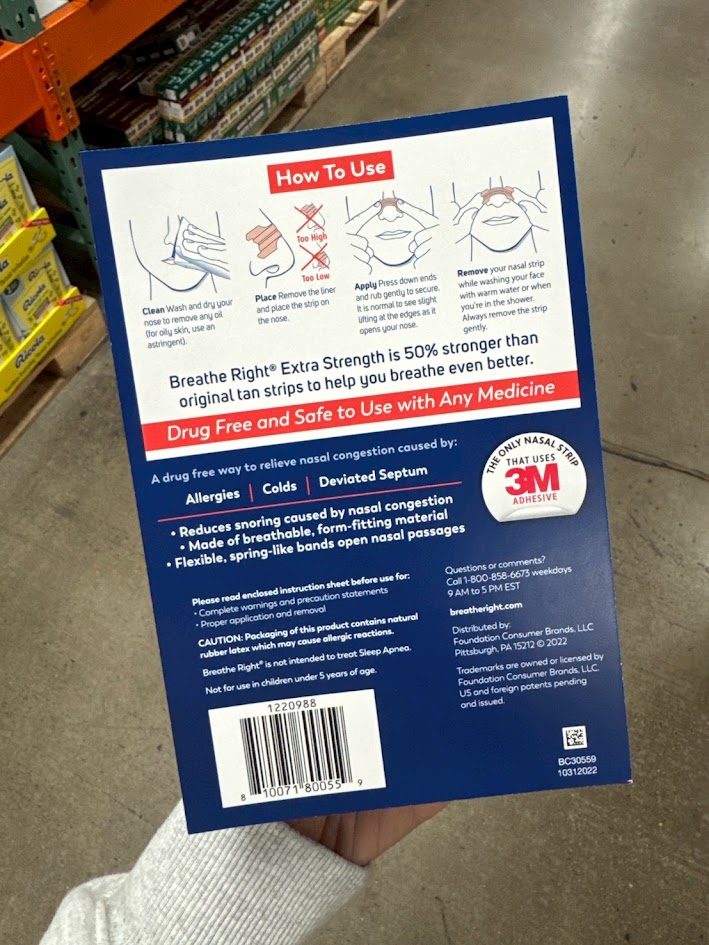 How To Use
Too High
Too Low
Clean Wash and dry your
nose to remove any oil
(for oily skin, use an
astringent).
Place Remove the liner
and place the strip on
the nose.
Apply Press down ends
and rub gently to secure.
It is normal to see slight
lifting at the edges as it
opens your nose.
Remove your nasal strip
while washing your face
with warm water or when
you're in the shower.
Always remove the strip
gently.
Breathe Right® Extra Strength is 50% stronger than
original tan strips to help you breathe even better.
Drug Free and Safe to Use with Any Medicine
A drug free way to relieve nasal congestion caused by:
Allergies | Colds | Deviated Septum
• Reduces snoring caused by nasal congestion
• Made of breathable, form-fitting material
• Flexible, spring-like bands open nasal passages
THE ONLY NASAL STRIP
THAT USES
3M
ADHESIVE
Please read enclosed instruction sheet before use for:
• Complete warnings and precaution statements
• Proper application and removal
CAUTION: Packaging of this product contains natural
rubber latex which may cause allergic reactions.
Breathe Right® is not intended to treat Sleep Apnea.
Not for use in children under 5 years of age.
Questions or comments?
Call 1-800-858-6673 weekdays
9 AM to 5 PM EST
breatheright.com
Distributed by:
Foundation Consumer Brands, LLC
Pittsburgh, PA 15212 © 2022
Trademarks are owned or licensed by
Foundation Consumer Brands, LLC.
US and foreign patents pending
and issued.
1220988
8 10071 80055 9
BC30559
10312022
Ricola
Ricola